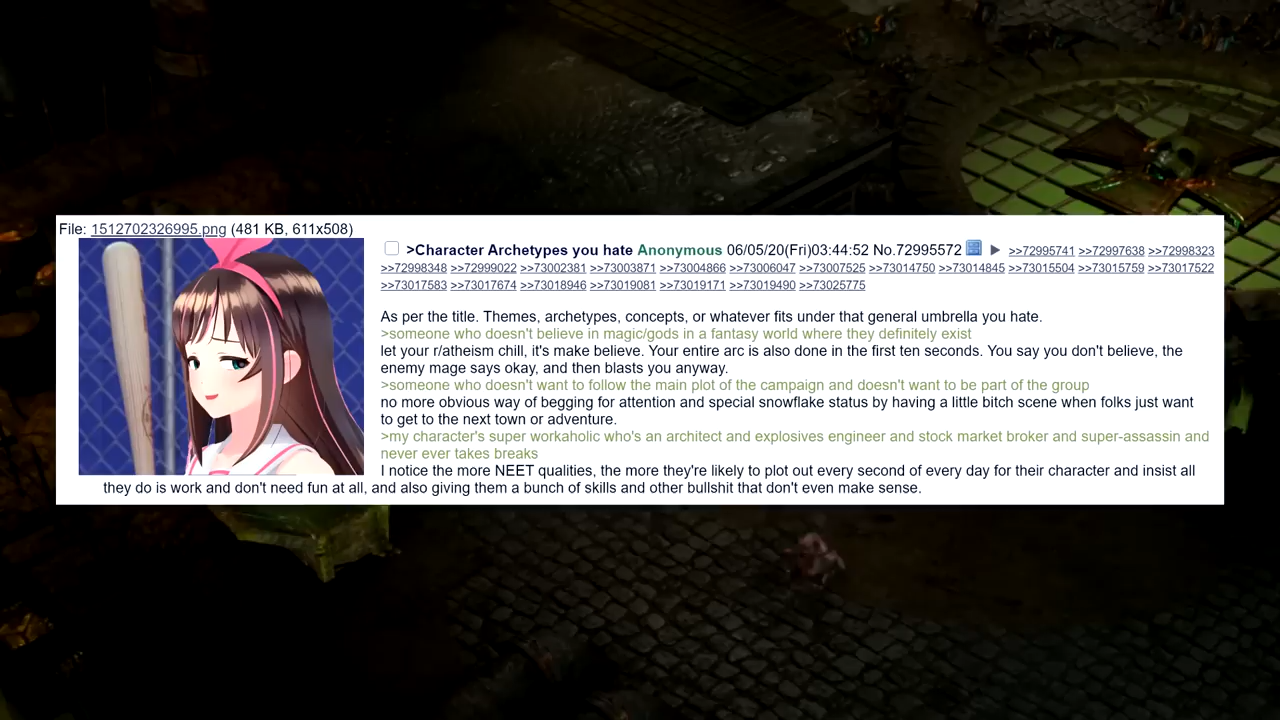 File: 1512702326995.png (481 KB, 611x508)
>Character Archetypes you hate Anonymous 06/05/20(Fri)03:44:52 No.72995572 ▶ >>72995741 >>72997638 >>72998323
>>72998348 >>72999022 >>73002381 >>73003871 >>73004866 >>73006047 >>73007525 >>73014750 >>73014845 >>73015504 >>73015759 >>73017522
>>73017583 >>73017674 >>73018946 >>73019081 >>73019171 >>73019490 >>73025775
As per the title. Themes, archetypes, concepts, or whatever fits under that general umbrella you hate.
>someone who doesn't believe in magic/gods in a fantasy world where they definitely exist
let your r/atheism chill, it's make believe. Your entire arc is also done in the first ten seconds. You say you don't believe, the
enemy mage says okay, and then blasts you anyway.
>someone who doesn't want to follow the main plot of the campaign and doesn't want to be part of the group
no more obvious way of begging for attention and special snowflake status by having a little bitch scene when folks just want
to get to the next town or adventure.
>my character's super workaholic who's an architect and explosives engineer and stock market broker and super-assassin and
never ever takes breaks
I notice the more NEET qualities, the more they're likely to plot out every second of every day for their character and insist all
they do is work and don't need fun at all, and also giving them a bunch of skills and other bullshit that don't even make sense.